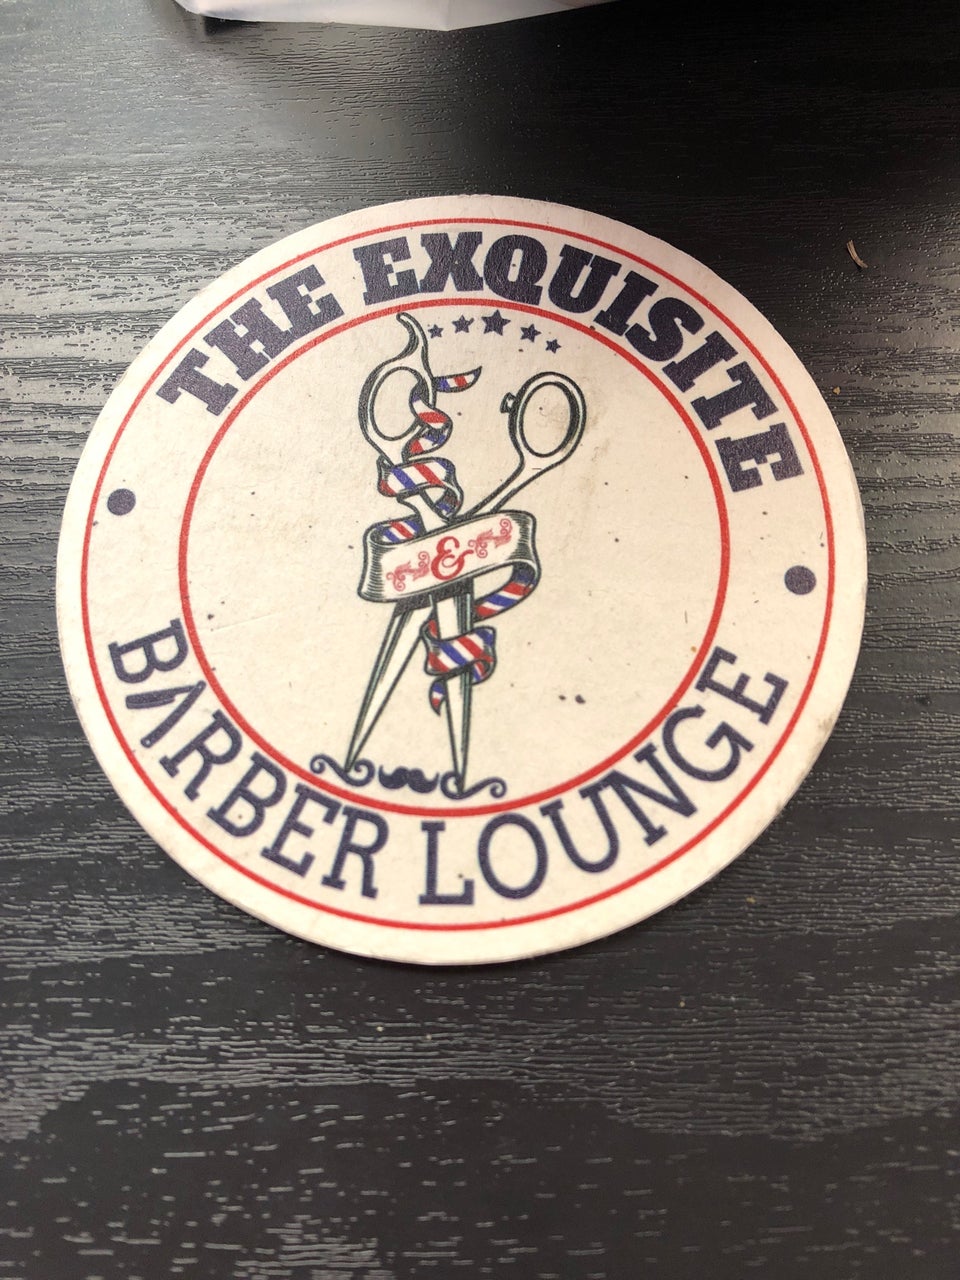 THE EXQUISITE
&
BARBER LOUNGE